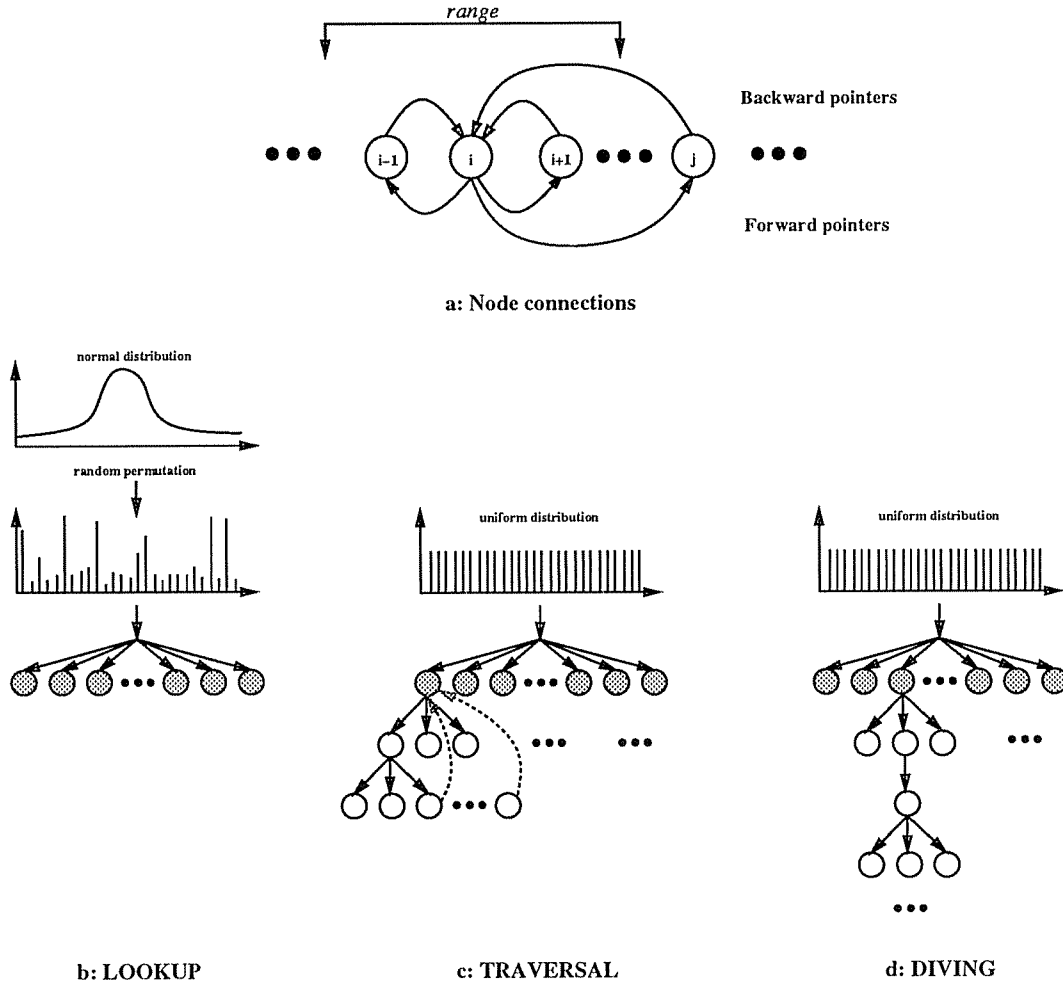 range
Backward pointers
i-1
i
i+1
j
Forward pointers
a: Node connections
normal distribution
random permutation
uniform distribution
uniform distribution
b: LOOKUP
c: TRAVERSAL
d: DIVING